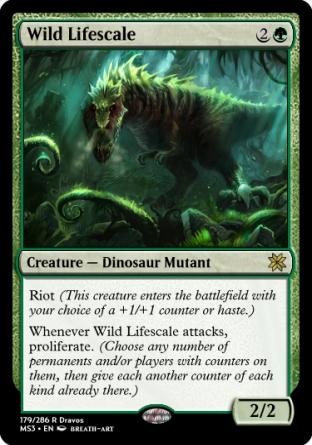 Wild Lifescale 2
Creature — Dinosaur Mutant
Riot (This creature enters the battlefield with
your choice of a +1/+1 counter or haste.)
Whenever Wild Lifescale attacks,
proliferate. (Choose any number of
permanents and/or players with counters on
them, then give each another counter of each
kind already there.)
2/2
179/286 R Dravos
MS3 • EN BREATH-ART